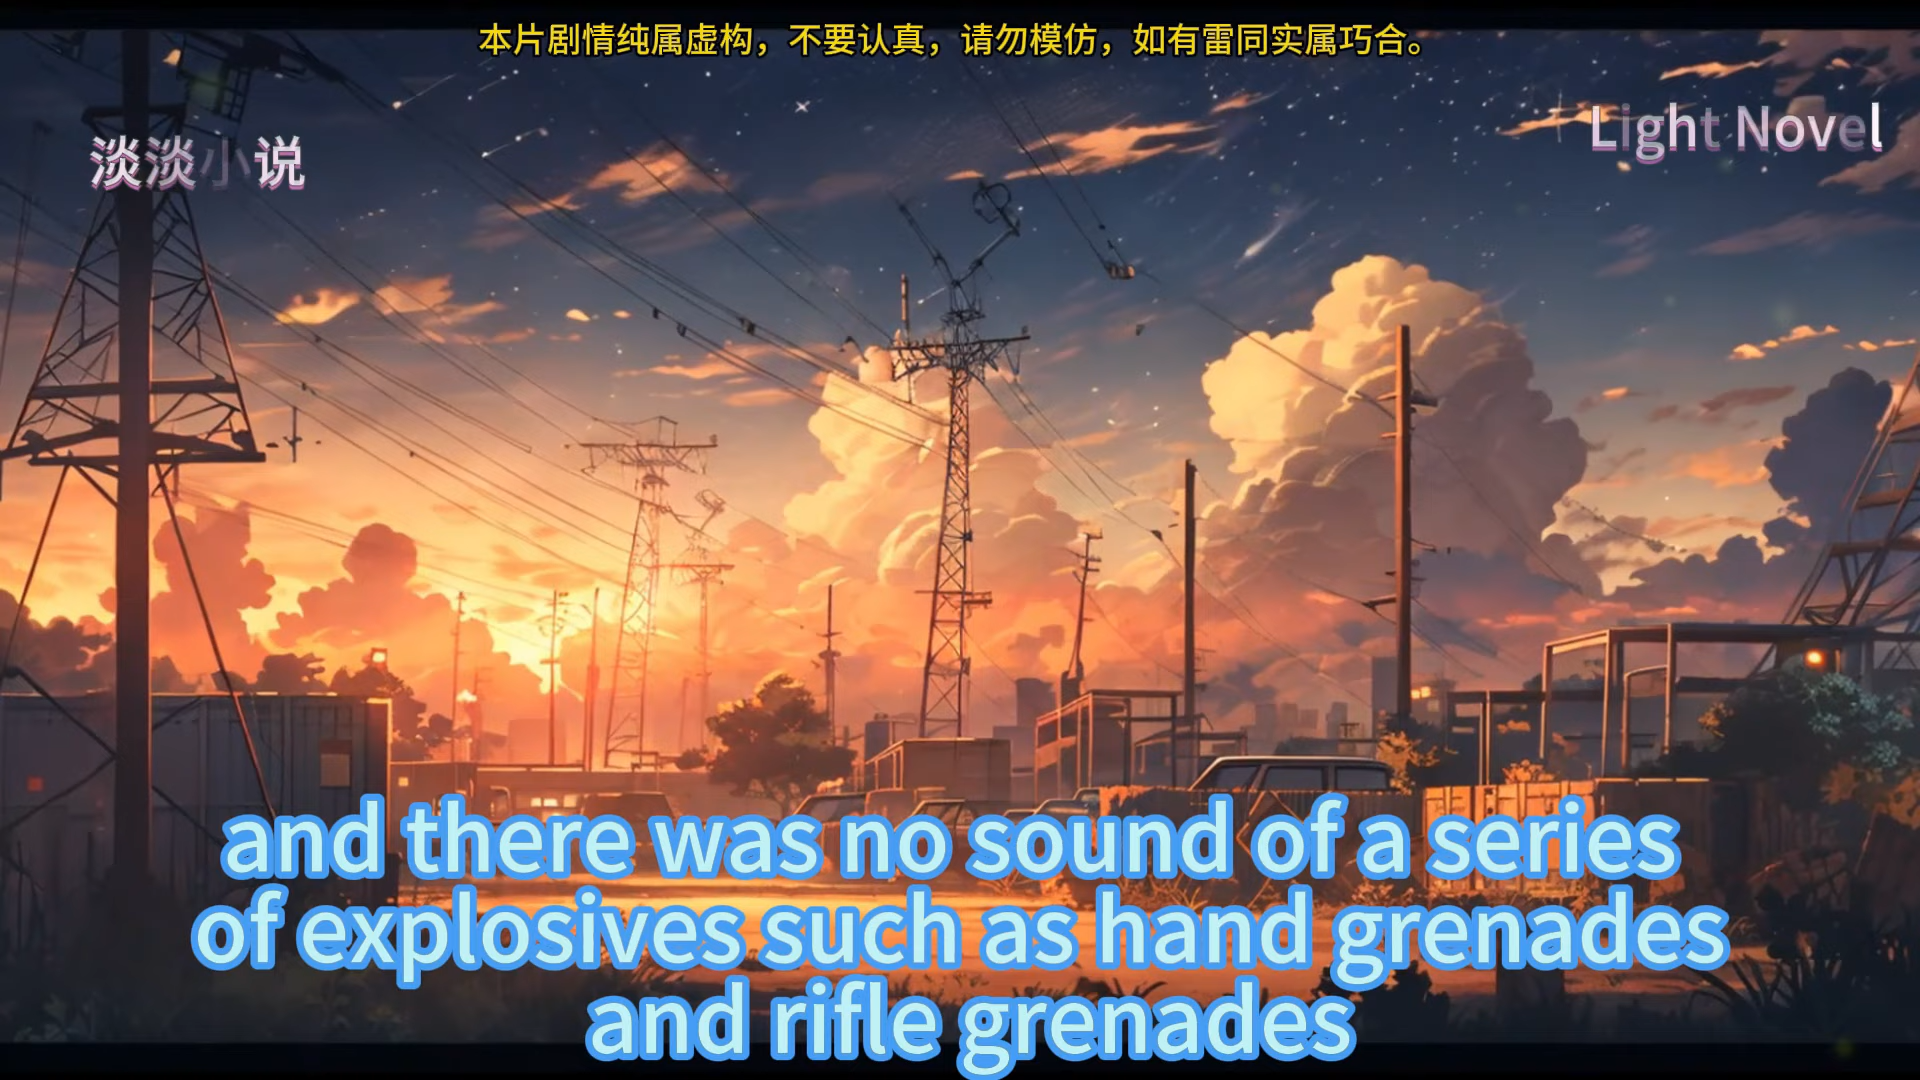 本片剧情纯属虚构，不要认真，请勿模仿，如有雷同实属巧合。
淡淡小说
Light Novel
and there was no sound of a series
of explosives such as hand grenades
and rifle grenades